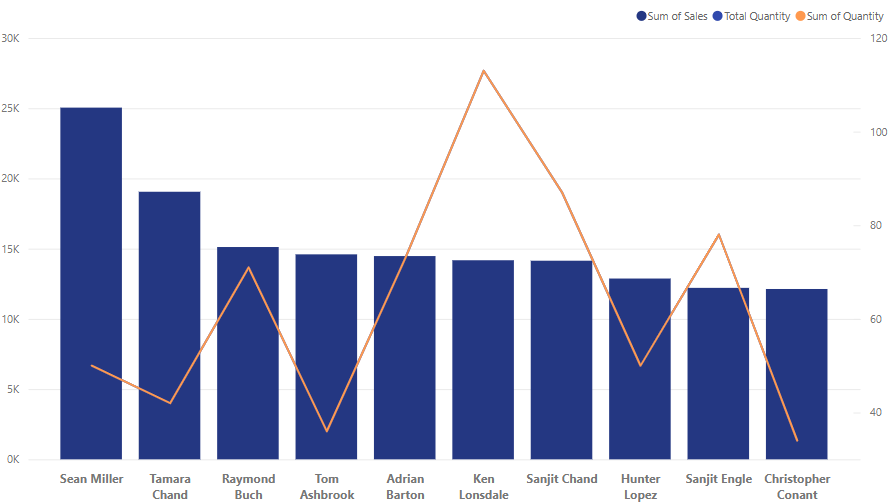 Sum of Sales Total Quantity Sum of Quantity
30K 120
25K
100
20K
80
15K
10K 60
5K
40
0K
Sean Miller Tamara Raymond Tom Adrian Ken Sanjit Chand Hunter Sanjit Engle Christopher
Chand Buch Ashbrook Barton Lonsdale Lopez Conant